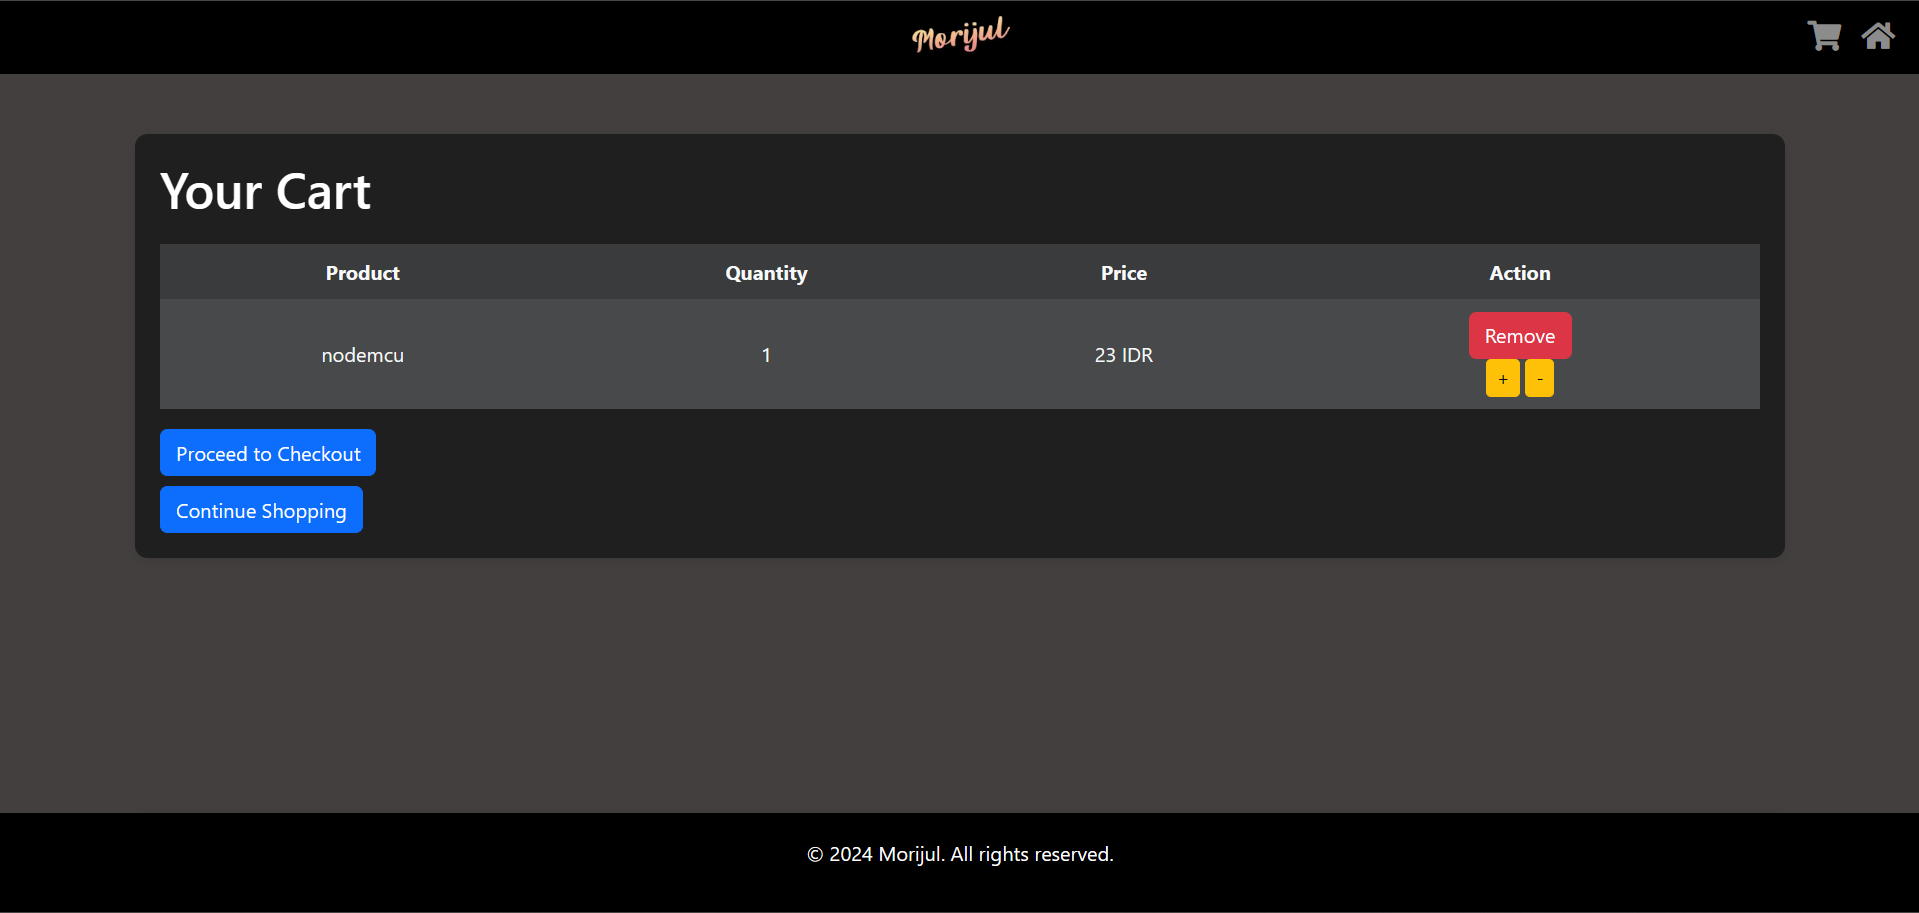 Morijul
Your Cart
Product Quantity Price Action
nodemcu 1 23 IDR Remove
+ -
Proceed to Checkout
Continue Shopping
© 2024 Morijul. All rights reserved.